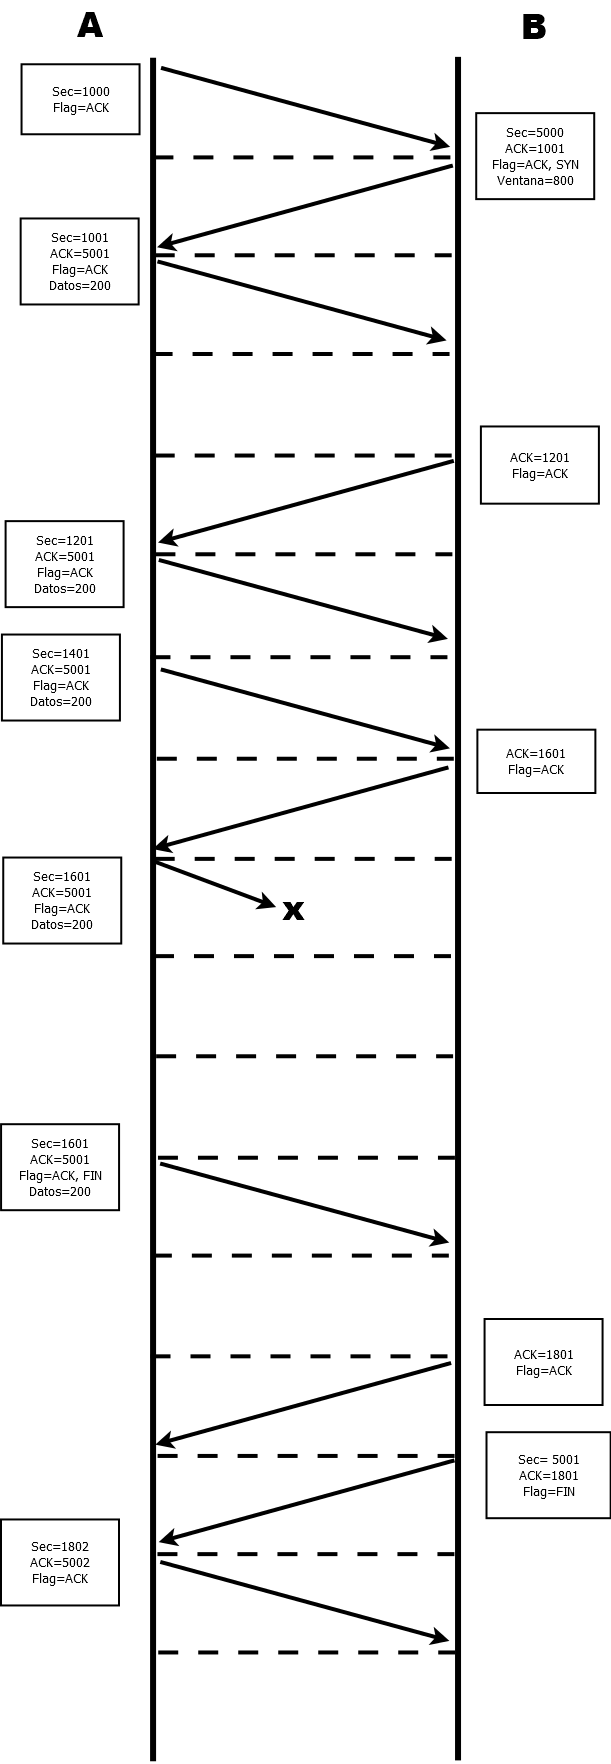 A
B
Sec=1000
Flag=ACK
Sec=5000
ACK=1001
Flag=ACK, SYN
Ventana=800
Sec=1001
ACK=5001
Flag=ACK
Datos=200
ACK=1201
Flag=ACK
Sec=1201
ACK=5001
Flag=ACK
Datos=200
Sec=1401
ACK=5001
Flag=ACK
Datos=200
ACK=1601
Flag=ACK
Sec=1601
ACK=5001
Flag=ACK
Datos=200
x
Sec=1601
ACK=5001
Flag=ACK, FIN
Datos=200
ACK=1801
Flag=ACK
Sec= 5001
ACK=1801
Flag=FIN
Sec=1802
ACK=5002
Flag=ACK